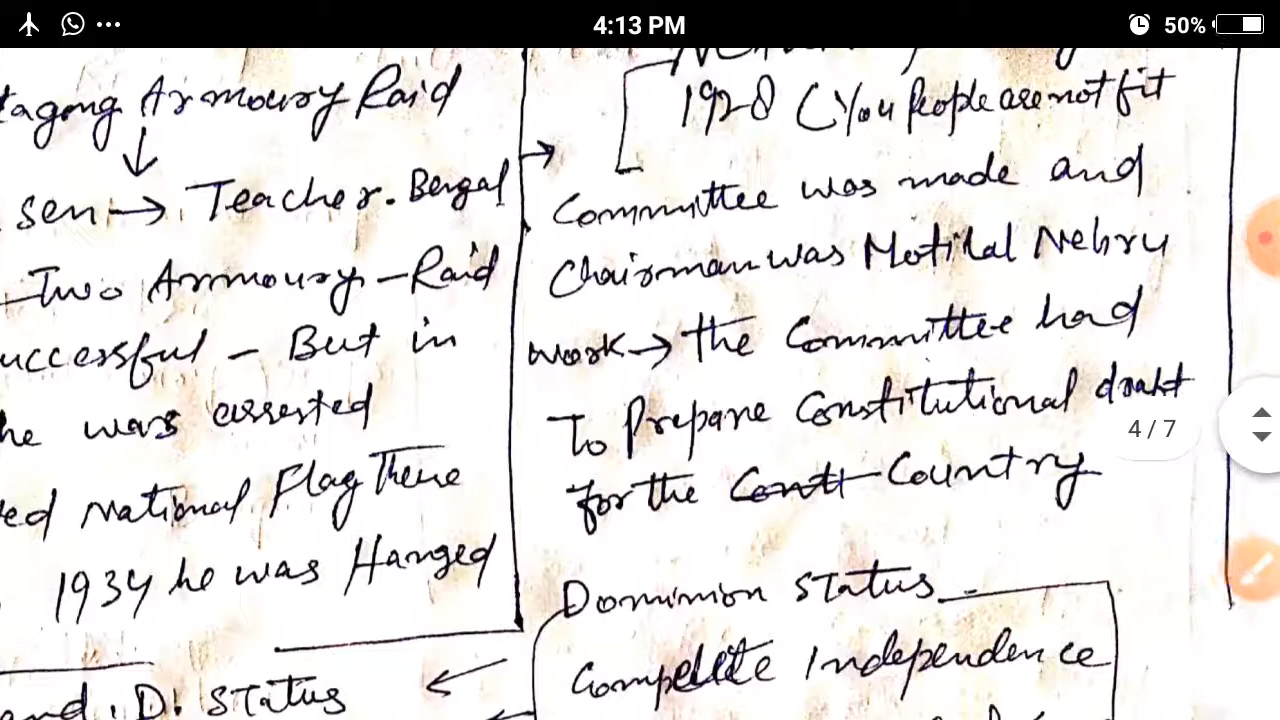 4:13 PM
50%
tagong Armoury Raid
sen → Teacher. Bengal
Two Armoury - Raid
uccessful - But in
he was arrested
ed National Flag There
1934 he was Hanged
and. D. Status
1928 (You People are not fit
Committee was made and
Chairman was Motilal Nehru
work → the Committee had
To Prepare Constitutional draft
for the Country
4 / 7
Dominion Status
Complete Independence